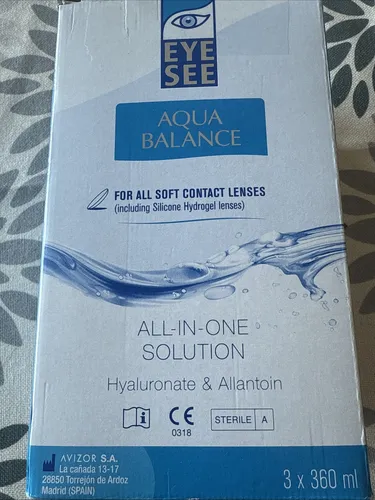 EYE
SEE
AQUA
BALANCE
FOR ALL SOFT CONTACT LENSES
(including Silicone Hydrogel lenses)
ALL-IN-ONE
SOLUTION
Hyaluronate & Allantoin
i CE STERILE A
0318
AVIZOR S.A.
La cañada 13-17
28850 Torrejón de Ardoz
Madrid (SPAIN)
3 x 360 ml